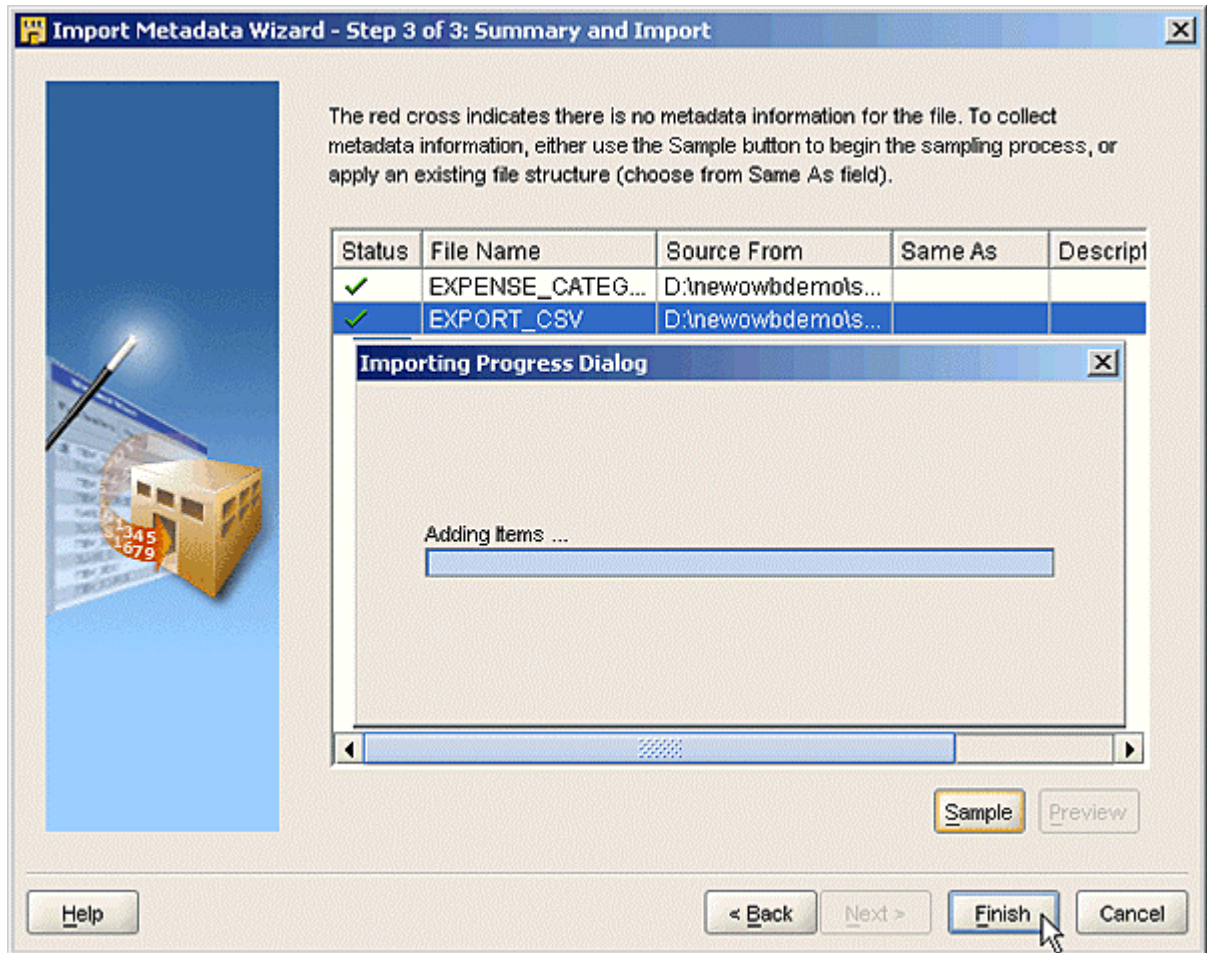 Import Metadata Wizard - Step 3 of 3: Summary and Import
The red cross indicates there is no metadata information for the file. To collect
metadata information, either use the Sample button to begin the sampling process, or
apply an existing file structure (choose from Same As field).
Status File Name Source From Same As Descript
EXPENSE_CATEG... D:\newowbdemo\s...
EXPORT_CSV D:\newowbdemo\s...
Importing Progress Dialog
Adding Items ...
1345
1679
Sample Preview
Help < Back Next > Finish Cancel